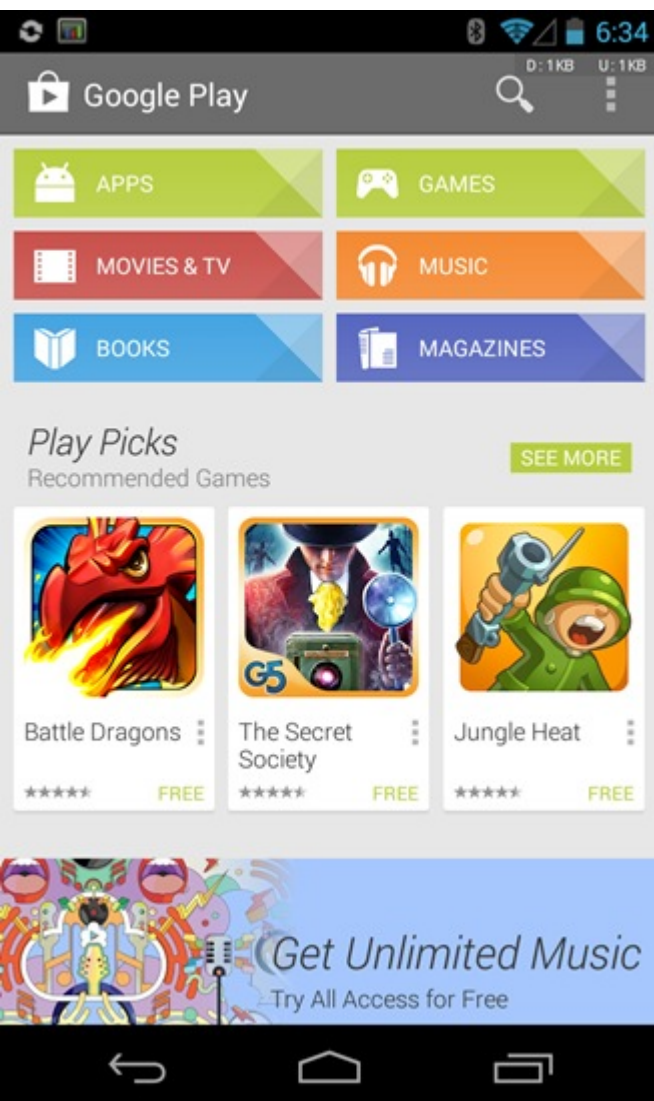 6:34
D: 1KB U: 1KB
Google Play
APPS
GAMES
MOVIES & TV
MUSIC
BOOKS
MAGAZINES
Play Picks
Recommended Games
SEE MORE
G5
Battle Dragons
FREE
The Secret
Society
FREE
Jungle Heat
FREE
Get Unlimited Music
Try All Access for Free